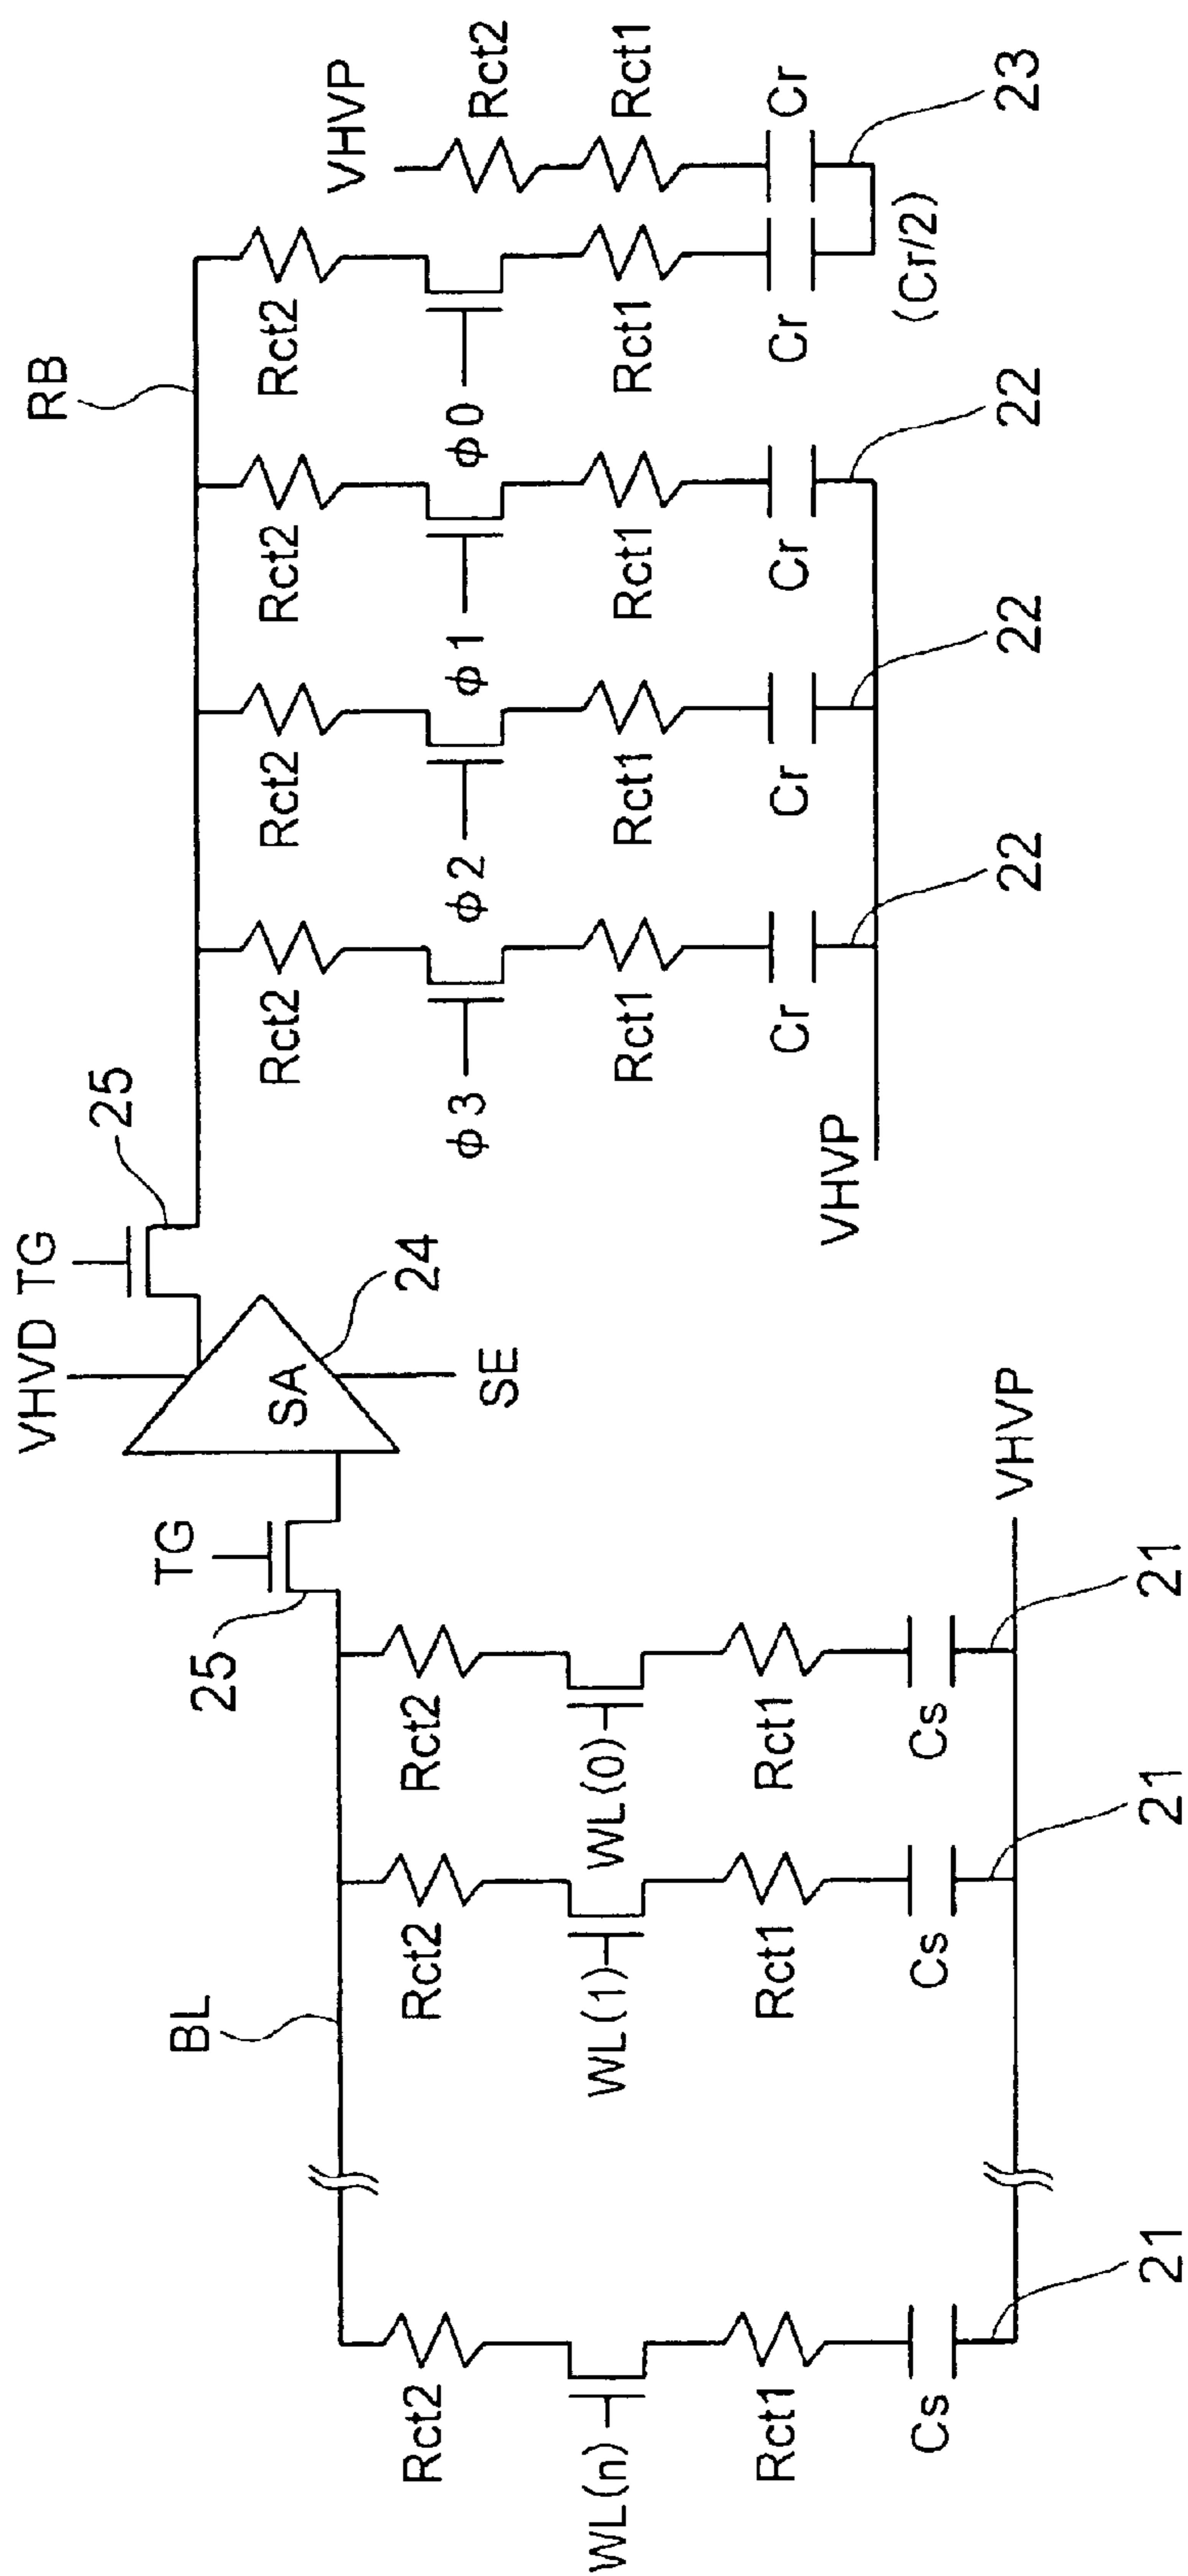 VHVD
TG
25
RB
VHVP
Rct2
Rct2
Rct2
Rct2
Rct2
φ3
φ2
φ1
φ0
Rct1
Rct1
Rct1
Rct1
Rct1
Cr
Cr
Cr
Cr
Cr
(Cr/2)
VHVP
22
22
22
23
SA
24
SE
TG
25
BL
Rct2
Rct2
Rct2
WL(n)
WL(1)
WL(0)
Rct1
Rct1
Rct1
Cs
Cs
Cs
VHVP
21
21
21